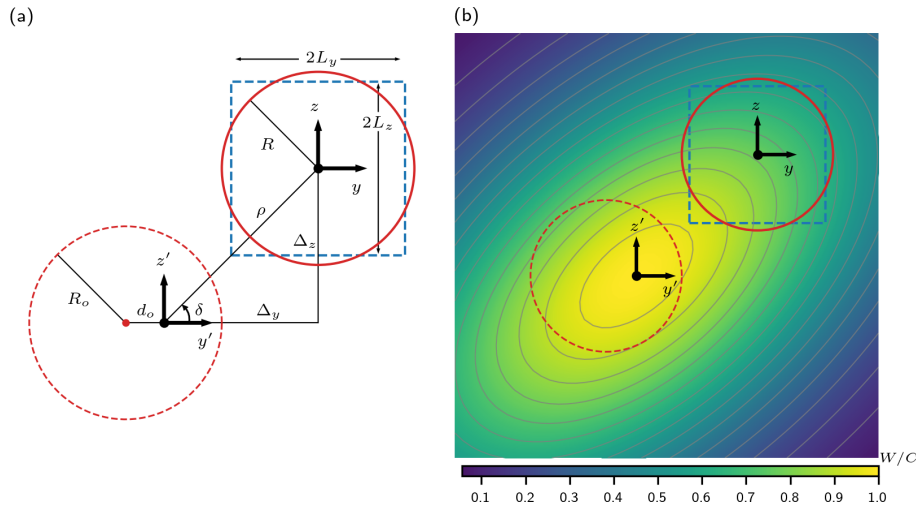 (a)
2L_y
z
2L_z
R
y
ρ
Δ_z
z′
R_o
d_o
δ
Δ_y
y′
(b)
z
y
z′
y′
W/C
0.1 0.2 0.3 0.4 0.5 0.6 0.7 0.8 0.9 1.0